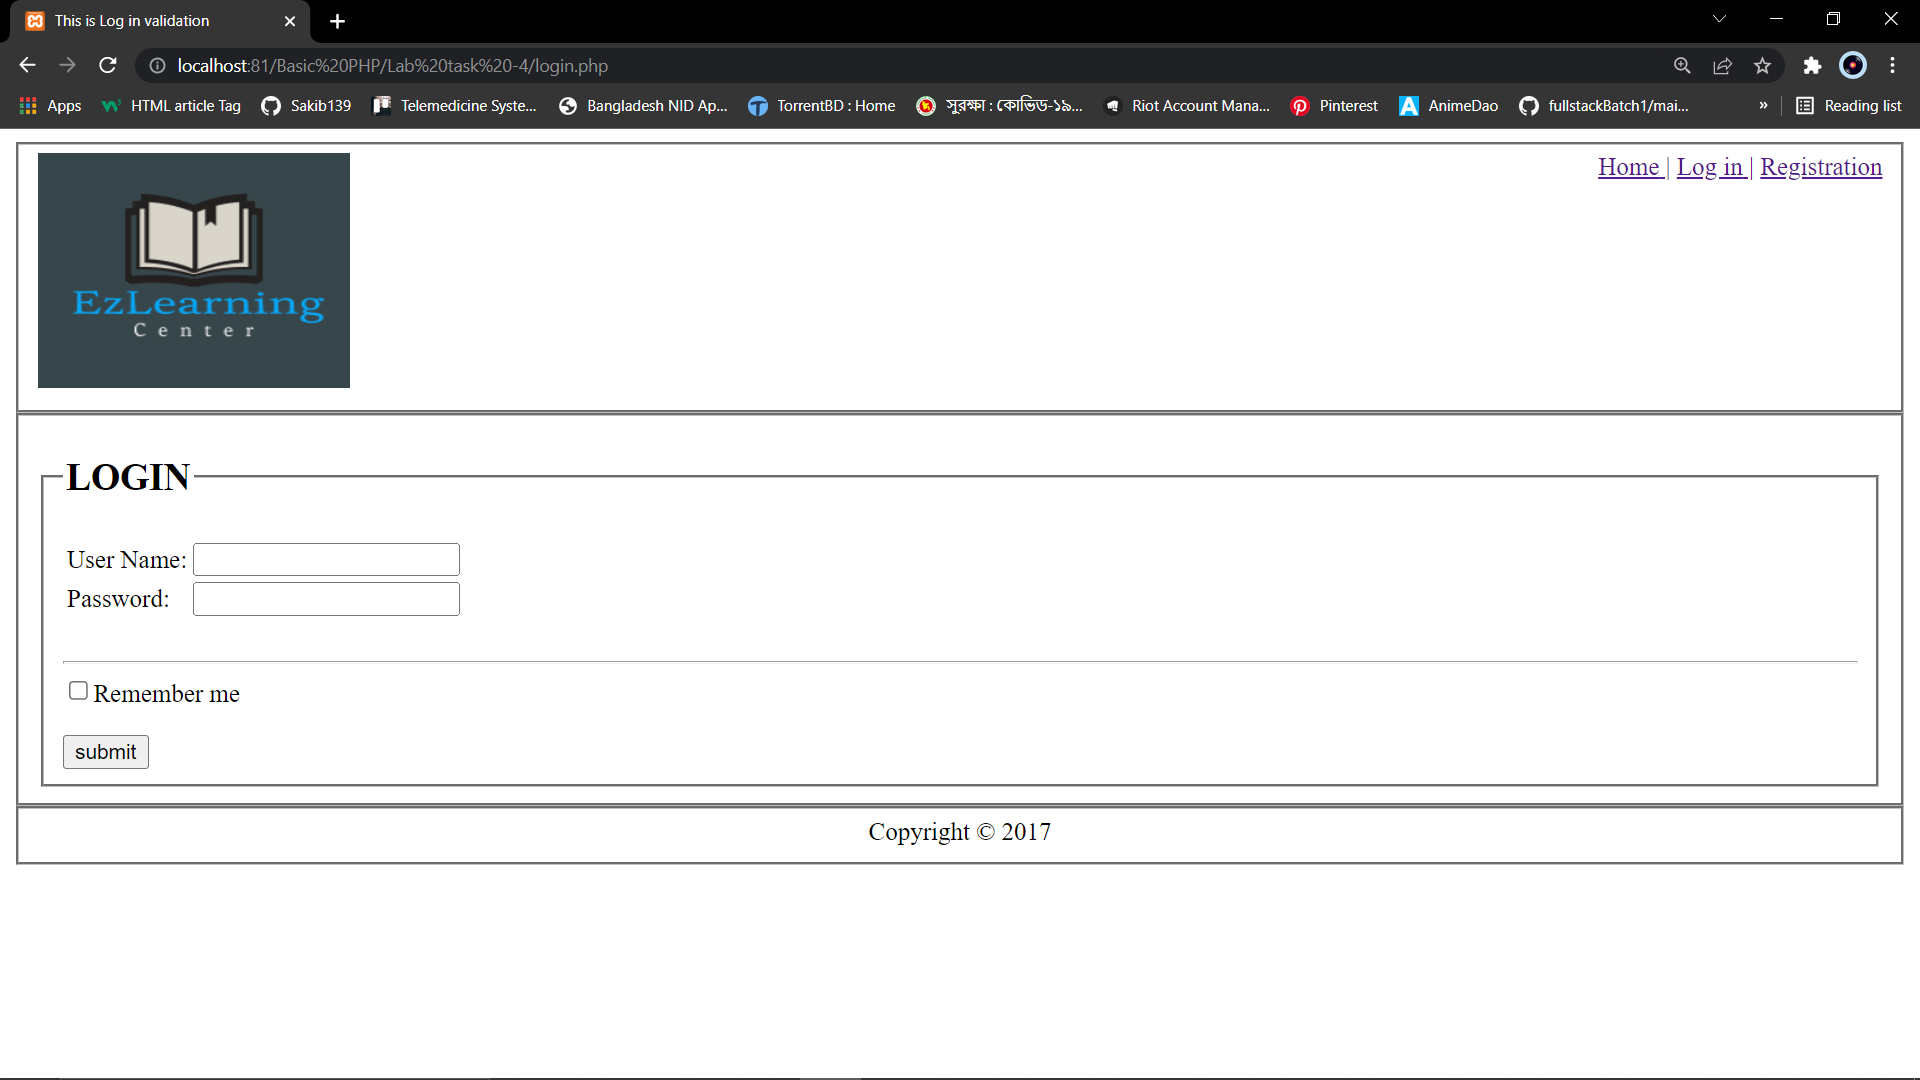 This is Log in validation
localhost:81/Basic%20PHP/Lab%20task%20-4/login.php
Apps HTML article Tag Sakib139 Telemedicine Syste... Bangladesh NID Ap... TorrentBD : Home সুরক্ষা : কোভিড-১৯... Riot Account Mana... Pinterest AnimeDao fullstackBatch1/mai... » Reading list
Home | Log in | Registration
EzLearning
Center
LOGIN
User Name:
Password:
Remember me
submit
Copyright © 2017